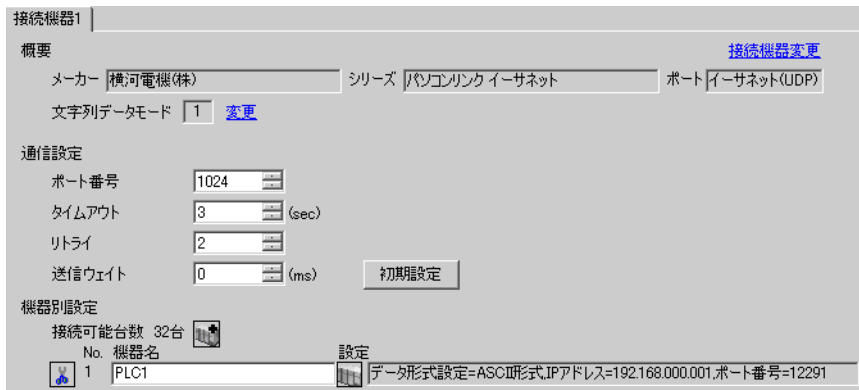 接続機器1
概要
接続機器変更
メーカー 横河電機(株) シリーズ パソコンリンク イーサネット ポート イーサネット(UDP)
文字列データモード 1 変更
通信設定
ポート番号 1024
タイムアウト 3 (sec)
リトライ 2
送信ウェイト 0 (ms) 初期設定
機器別設定
接続可能台数 32台
No. 機器名 設定
1 PLC1 データ形式設定=ASCII形式,IPアドレス=192.168.000.001,ポート番号=12291